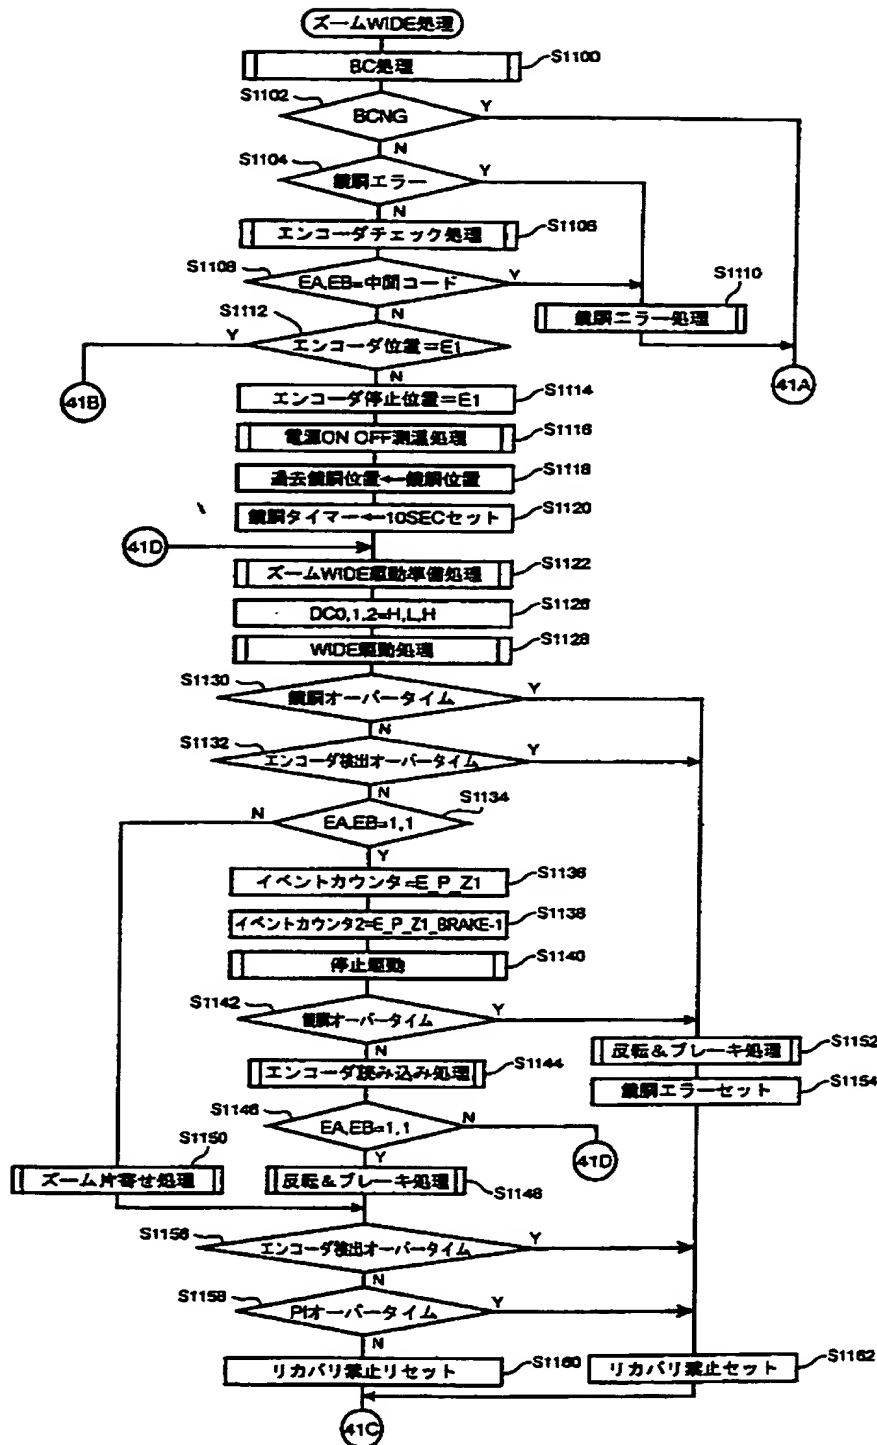 ズームWIDE処理
BC処理
S1100
S1102
BCNG
Y
N
S1104
鏡胴エラー
Y
N
エンコーダチェック処理
S1106
S1108
EA,EB=中間コード
Y
N
S1110
鏡胴エラー処理
S1112
エンコーダ位置=E1
Y
N
41B
41A
エンコーダ停止位置=E1
S1114
電源ON OFF測温処理
S1116
過去鏡胴位置←鏡胴位置
S1118
鏡胴タイマー←10SECセット
S1120
41D
ズームWIDE駆動準備処理
S1122
DC0,1,2=H,L,H
S1126
WIDE駆動処理
S1128
S1130
鏡胴オーバータイム
Y
N
S1132
エンコーダ検出オーバータイム
Y
N
S1134
EA,EB=1,1
N
Y
イベントカウンタ=E_P_Z1
S1136
イベントカウンタ2=E_P_Z1_BRAKE-1
S1138
停止駆動
S1140
S1142
鏡胴オーバータイム
Y
N
エンコーダ読み込み処理
S1144
反転&ブレーキ処理
S1152
鏡胴エラーセット
S1154
S1146
EA,EB=1,1
N
Y
41D
S1150
ズーム片寄せ処理
反転&ブレーキ処理
S1148
S1156
エンコーダ検出オーバータイム
Y
N
S1158
PIオーバータイム
Y
N
リカバリ禁止リセット
S1160
リカバリ禁止セット
S1162
41C